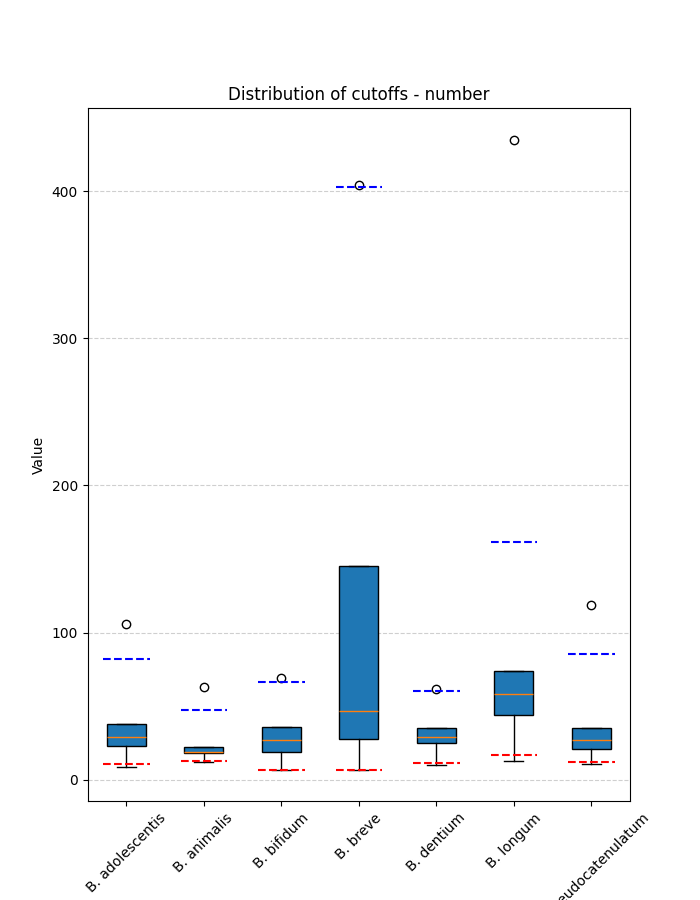 Distribution of cutoffs - number
Value
400
300
200
100
0
B. adolescentis
B. animalis
B. bifidum
B. breve
B. dentium
B. longum
eudocatenulatum